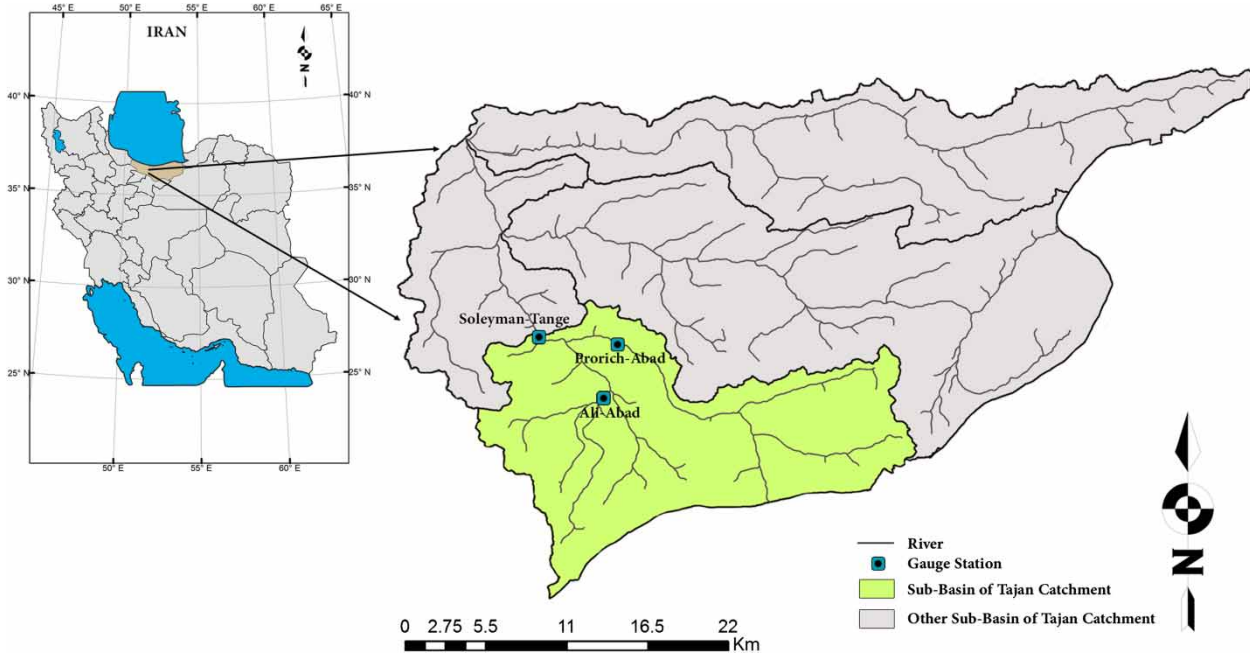 45° E 50° E 55° E 60° E
IRAN
N
40° N 40° N
35° N 35° N
30° N 30° N
25° N 25° N
50° E 55° E 60° E
Soleyman-Tange
Prorich-Abad
Ali-Abad
River
Gauge Station
Sub-Basin of Tajan Catchment
Other Sub-Basin of Tajan Catchment
N
0 2.75 5.5 11 16.5 22
Km